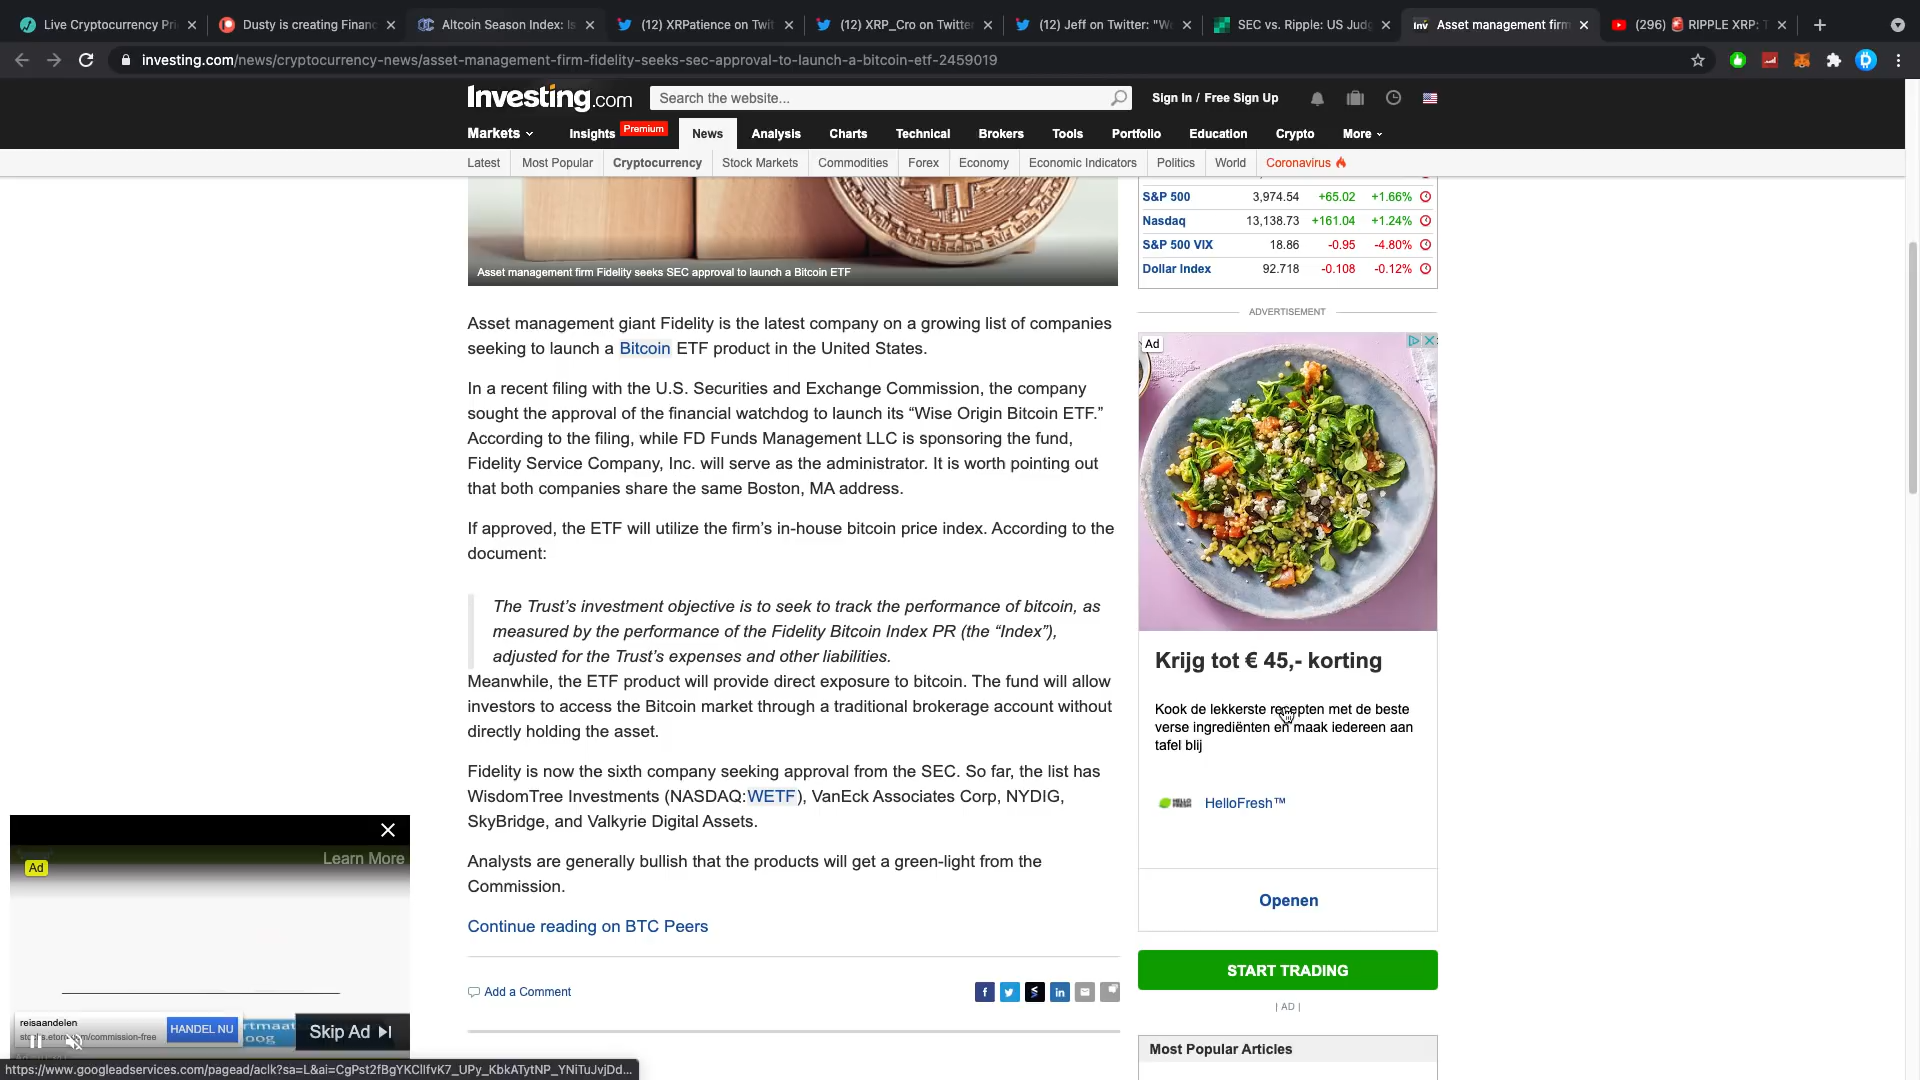 Live Cryptocurrency Pri
Dusty is creating Financ
Altcoin Season Index: Is
(12) XRPatience on Twit
(12) XRP_Cro on Twitter
(12) Jeff on Twitter: "We
SEC vs. Ripple: US Judg
Inv Asset management firm
(296) 🚨 RIPPLE XRP: T
investing.com/news/cryptocurrency-news/asset-management-firm-fidelity-seeks-sec-approval-to-launch-a-bitcoin-etf-2459019
Investing.com
Search the website...
Sign In / Free Sign Up
Markets
Insights
Premium
News
Analysis
Charts
Technical
Brokers
Tools
Portfolio
Education
Crypto
More
Latest
Most Popular
Cryptocurrency
Stock Markets
Commodities
Forex
Economy
Economic Indicators
Politics
World
Coronavirus
S&P 500 3,974.54 +65.02 +1.66%
Nasdaq 13,138.73 +161.04 +1.24%
S&P 500 VIX 18.86 -0.95 -4.80%
Dollar Index 92.718 -0.108 -0.12%
Asset management firm Fidelity seeks SEC approval to launch a Bitcoin ETF
Asset management giant Fidelity is the latest company on a growing list of companies
seeking to launch a Bitcoin ETF product in the United States.
In a recent filing with the U.S. Securities and Exchange Commission, the company
sought the approval of the financial watchdog to launch its “Wise Origin Bitcoin ETF.”
According to the filing, while FD Funds Management LLC is sponsoring the fund,
Fidelity Service Company, Inc. will serve as the administrator. It is worth pointing out
that both companies share the same Boston, MA address.
If approved, the ETF will utilize the firm’s in-house bitcoin price index. According to the
document:
The Trust’s investment objective is to seek to track the performance of bitcoin, as
measured by the performance of the Fidelity Bitcoin Index PR (the “Index”),
adjusted for the Trust’s expenses and other liabilities.
Meanwhile, the ETF product will provide direct exposure to bitcoin. The fund will allow
investors to access the Bitcoin market through a traditional brokerage account without
directly holding the asset.
Fidelity is now the sixth company seeking approval from the SEC. So far, the list has
WisdomTree Investments (NASDAQ:WETF), VanEck Associates Corp, NYDIG,
SkyBridge, and Valkyrie Digital Assets.
Analysts are generally bullish that the products will get a green-light from the
Commission.
Continue reading on BTC Peers
Add a Comment
ADVERTISEMENT
Ad
Krijg tot € 45,- korting
Kook de lekkerste recepten met de beste
verse ingrediënten en maak iedereen aan
tafel blij
HELLO FRESH
HelloFresh™
Openen
START TRADING
| AD |
Most Popular Articles
Ad
Learn More
reisaandelen
HANDEL NU
Skip Ad
https://www.googleadservices.com/pagead/aclk?sa=L&ai=CgPst2fBgYKCllfvK7_UPy_KbkATytNP_YNiTuJvjDd...